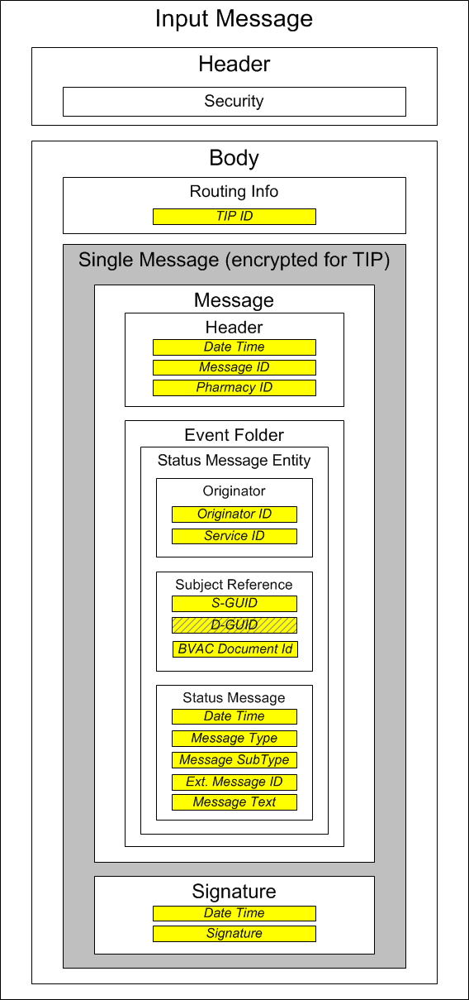 Input Message
Header
Security
Body
Routing Info
TIP ID
Single Message (encrypted for TIP)
Message
Header
Date Time
Message ID
Pharmacy ID
Event Folder
Status Message Entity
Originator
Originator ID
Service ID
Subject Reference
S-GUID
D-GUID
BVAC Document Id
Status Message
Date Time
Message Type
Message SubType
Ext. Message ID
Message Text
Signature
Date Time
Signature